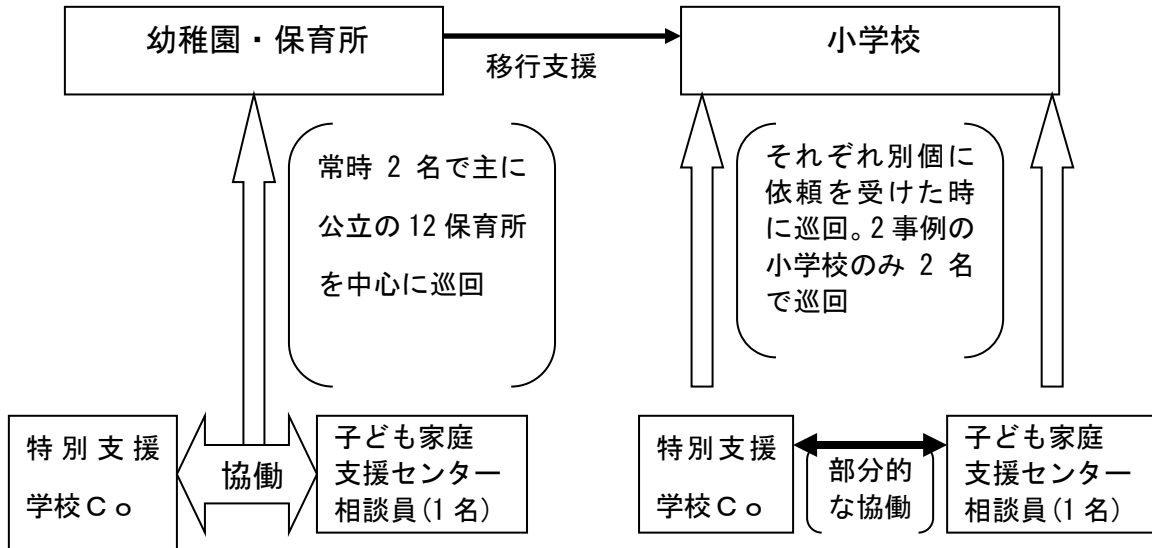 幼稚園・保育所
移行支援
小学校
常時 2 名で主に
公立の 12 保育所
を中心に巡回
それぞれ別個に
依頼を受けた時
に巡回。2 事例の
小学校のみ 2 名
で巡回
特別支援
学校Ｃｏ
協働
子ども家庭
支援センター
相談員(1 名)
特別支援
学校Ｃｏ
部分的
な協働
子ども家庭
支援センター
相談員(1 名)